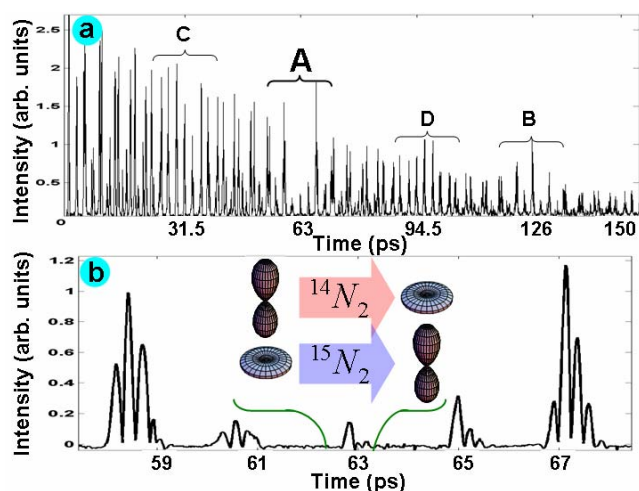 a
C
A
D
B
Intensity (arb. units)
2.5
2
1.5
1
0.5
0
31.5
63
94.5
126
150
Time (ps)
b
Intensity (arb. units)
1.2
1
0.8
0.6
0.4
0.2
0
¹⁴N₂
¹⁵N₂
59
61
63
65
67
Time (ps)